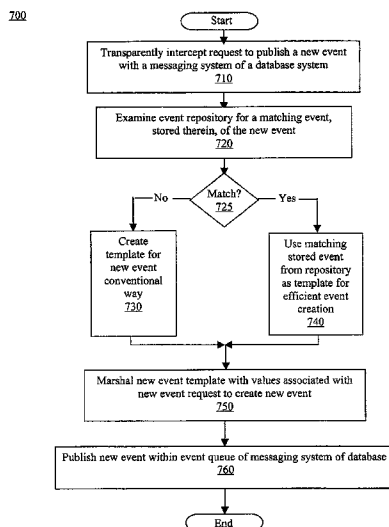 700
Start
Transparently intercept request to publish a new event
with a messaging system of a database system
710
Examine event repository for a matching event,
stored therein, of the new event
720
Match?
725
No
Yes
Create
template for
new event
conventional
way
730
Use matching
stored event
from repository
as template for
efficient event
creation
740
Marshal new event template with values associated with
new event request to create new event
750
Publish new event within event queue of messaging system of database
760
End